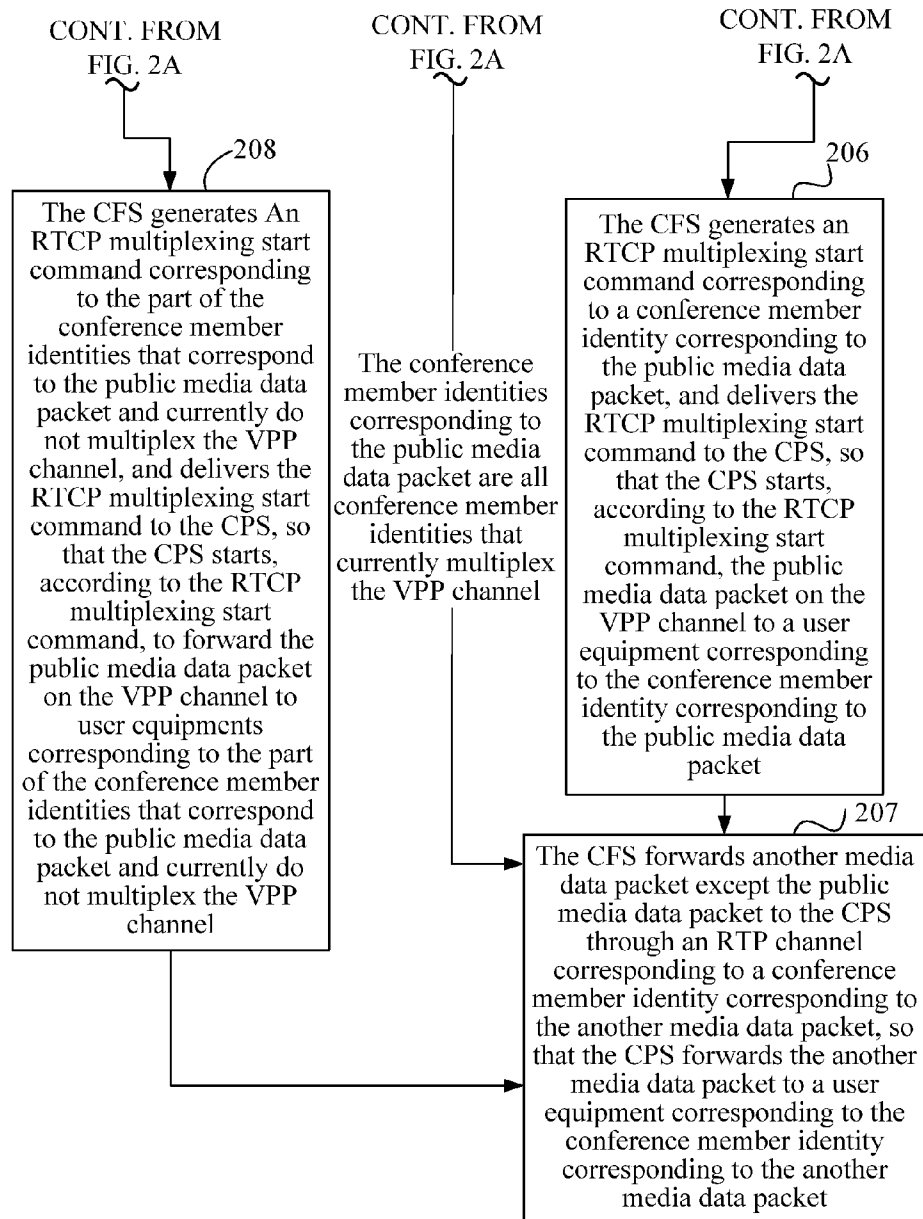 CONT. FROM
FIG. 2A
CONT. FROM
FIG. 2A
CONT. FROM
FIG. 2A
208
The CFS generates An
RTCP multiplexing start
command corresponding
to the part of the
conference member
identities that correspond
to the public media data
packet and currently do
not multiplex the VPP
channel, and delivers the
RTCP multiplexing start
command to the CPS, so
that the CPS starts,
according to the RTCP
multiplexing start
command, to forward the
public media data packet
on the VPP channel to
user equipments
corresponding to the part
of the conference member
identities that correspond
to the public media data
packet and currently do
not multiplex the VPP
channel
The conference
member identities
corresponding to
the public media
data packet are all
conference member
identities that
currently multiplex
the VPP channel
206
The CFS generates an
RTCP multiplexing start
command corresponding
to a conference member
identity corresponding to
the public media data
packet, and delivers the
RTCP multiplexing start
command to the CPS, so
that the CPS starts,
according to the RTCP
multiplexing start
command, the public
media data packet on the
VPP channel to a user
equipment corresponding
to the conference member
identity corresponding to
the public media data
packet
207
The CFS forwards another media
data packet except the public
media data packet to the CPS
through an RTP channel
corresponding to a conference
member identity corresponding to
the another media data packet, so
that the CPS forwards the another
media data packet to a user
equipment corresponding to the
conference member identity
corresponding to the another
media data packet